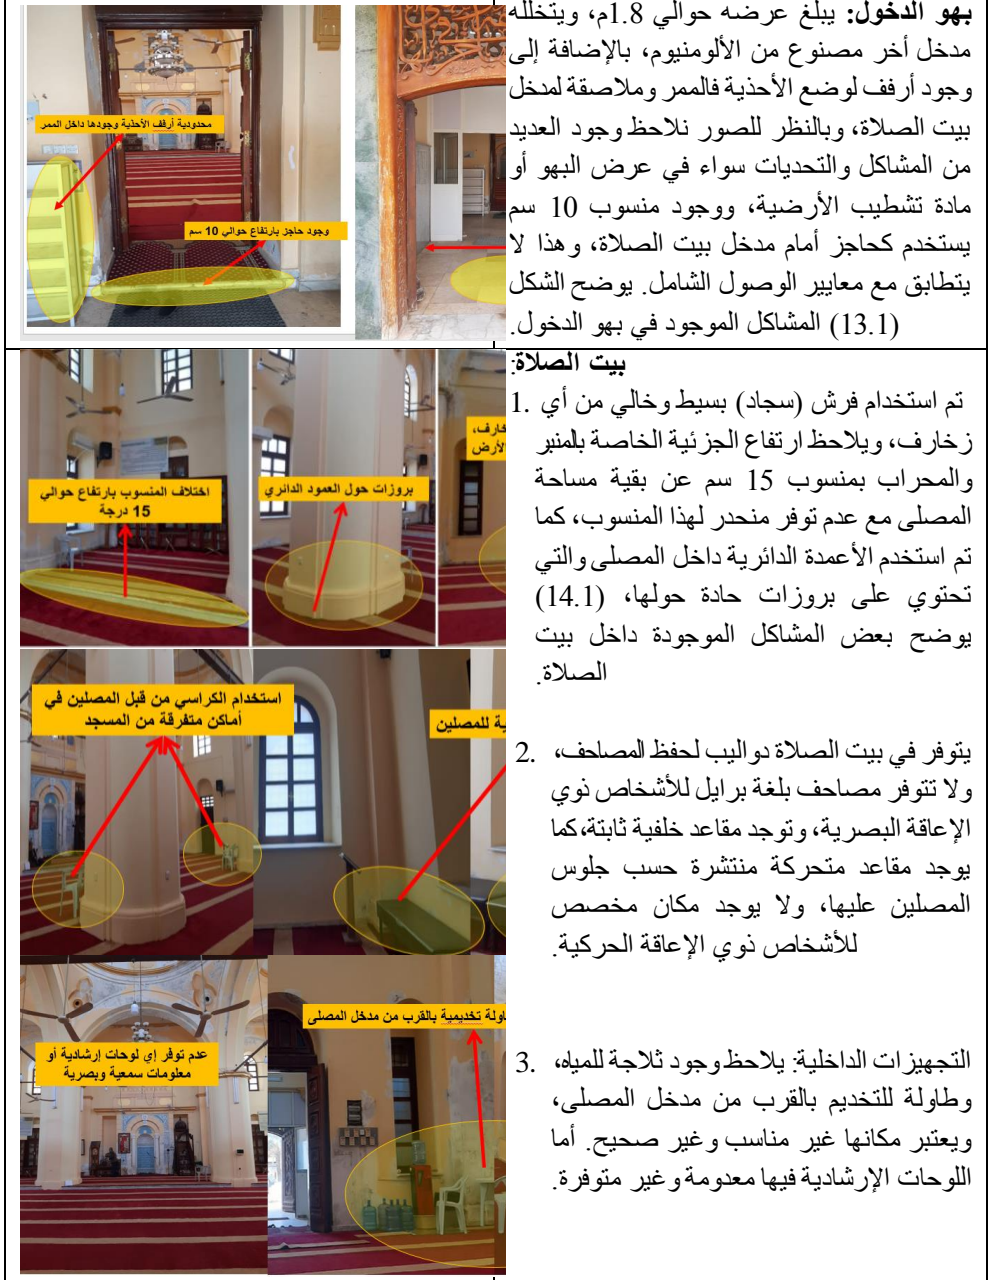 بهو الدخول: يبلغ عرضه حوالي 1.8م، ويتخلله
مدخل أخر مصنوع من الألومنيوم، بالإضافة إلى
وجود أرفف لوضع الأحذية فالممر وملاصقة لمدخل
بيت الصلاة، وبالنظر للصور نلاحظ وجود العديد
من المشاكل والتحديات سواء في عرض البهو أو
مادة تشطيب الأرضية، ووجود منسوب 10 سم
يستخدم كحاجز أمام مدخل بيت الصلاة، وهذا لا
يتطابق مع معايير الوصول الشامل. يوضح الشكل
(13.1) المشاكل الموجود في بهو الدخول.
محدودية أرفف الأحذية وجودها داخل الممر
وجود حاجز بارتفاع حوالي 10 سم
بيت الصلاة:
1. تم استخدام فرش (سجاد) بسيط وخالي من أي
زخارف، ويلاحظ ارتفاع الجزئية الخاصة بالمنبر
والمحراب بمنسوب 15 سم عن بقية مساحة
المصلى مع عدم توفر منحدر لهذا المنسوب، كما
تم استخدم الأعمدة الدائرية داخل المصلى والتي
تحتوي على بروزات حادة حولها، (14.1)
يوضح بعض المشاكل الموجودة داخل بيت
الصلاة.
خارف،
الأرض
بروزات حول العمود الدائري
اختلاف المنسوب بارتفاع حوالي
15 درجة
2. يتوفر في بيت الصلاة دواليب لحفظ المصاحف،
ولا تتوفر مصاحف بلغة برايل للأشخاص ذوي
الإعاقة البصرية، وتوجد مقاعد خلفية ثابتة،كما
يوجد مقاعد متحركة منتشرة حسب جلوس
المصلين عليها، ولا يوجد مكان مخصص
للأشخاص ذوي الإعاقة الحركية.
ية للمصلين
استخدام الكراسي من قبل المصلين في
أماكن متفرقة من المسجد
3. التجهيزات الداخلية: يلاحظ وجود ثلاجة للمياه،
وطاولة للتخديم بالقرب من مدخل المصلى،
ويعتبر مكانها غير مناسب وغير صحيح. أما
اللوحات الإرشادية فيها معدومة وغير متوفرة.
اولة تخديمية بالقرب من مدخل المصلى
عدم توفر إي لوحات إرشادية أو
معلومات سمعية وبصرية